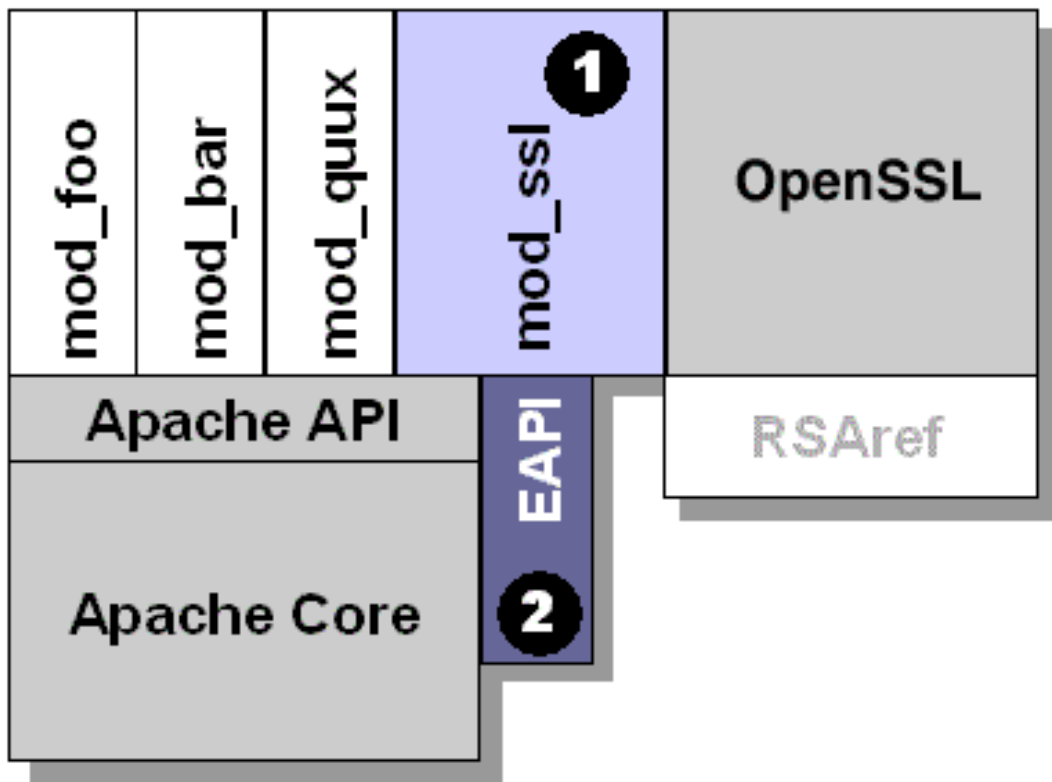 mod_foo
mod_bar
mod_quux
mod_ssl
1
OpenSSL
Apache API
EAPI
RSAref
Apache Core
2